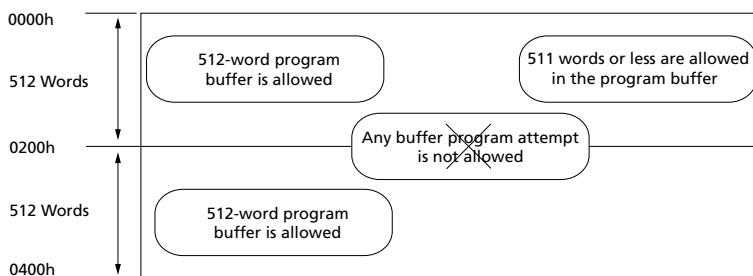 0000h
512 Words
512-word program
buffer is allowed
511 words or less are allowed
in the program buffer
0200h
Any buffer program attempt
is not allowed
512 Words
512-word program
buffer is allowed
0400h